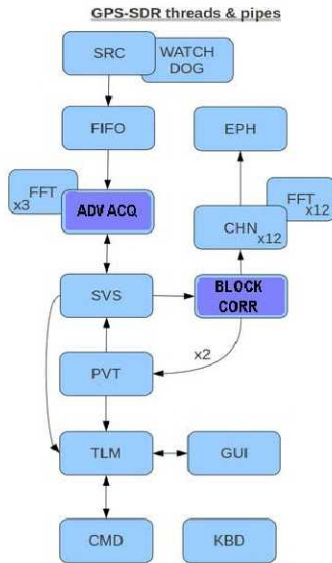 GPS-SDR threads & pipes
SRC
WATCH
DOG
FIFO
EPH
FFT
x3
ADV ACQ
CHN
x12
FFT
x12
SVS
BLOCK
CORR
x2
PVT
TLM
GUI
CMD
KBD